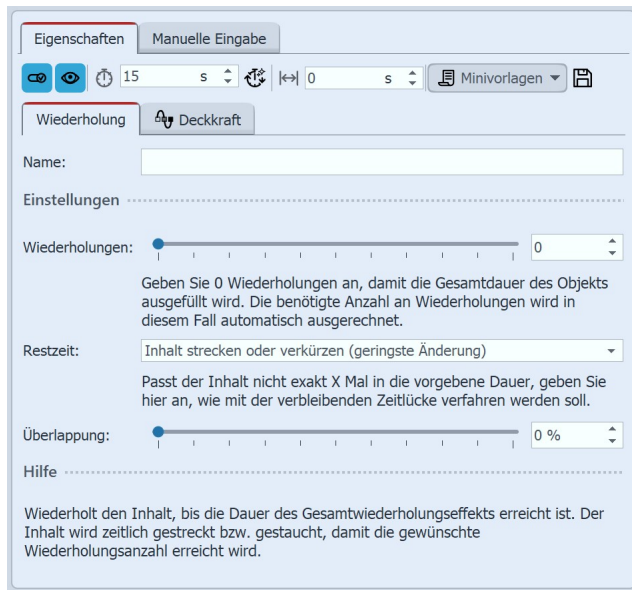 Eigenschaften Manuelle Eingabe
15 s 0 s Minivorlagen
Wiederholung Deckkraft
Name:
Einstellungen
Wiederholungen: 0
Geben Sie 0 Wiederholungen an, damit die Gesamtdauer des Objekts
ausgefüllt wird. Die benötigte Anzahl an Wiederholungen wird in
diesem Fall automatisch ausgerechnet.
Restzeit: Inhalt strecken oder verkürzen (geringste Änderung)
Passt der Inhalt nicht exakt X Mal in die vorgebene Dauer, geben Sie
hier an, wie mit der verbleibenden Zeitlücke verfahren werden soll.
Überlappung: 0 %
Hilfe
Wiederholt den Inhalt, bis die Dauer des Gesamtwiederholungseffekts erreicht ist. Der
Inhalt wird zeitlich gestreckt bzw. gestaucht, damit die gewünschte
Wiederholungsanzahl erreicht wird.